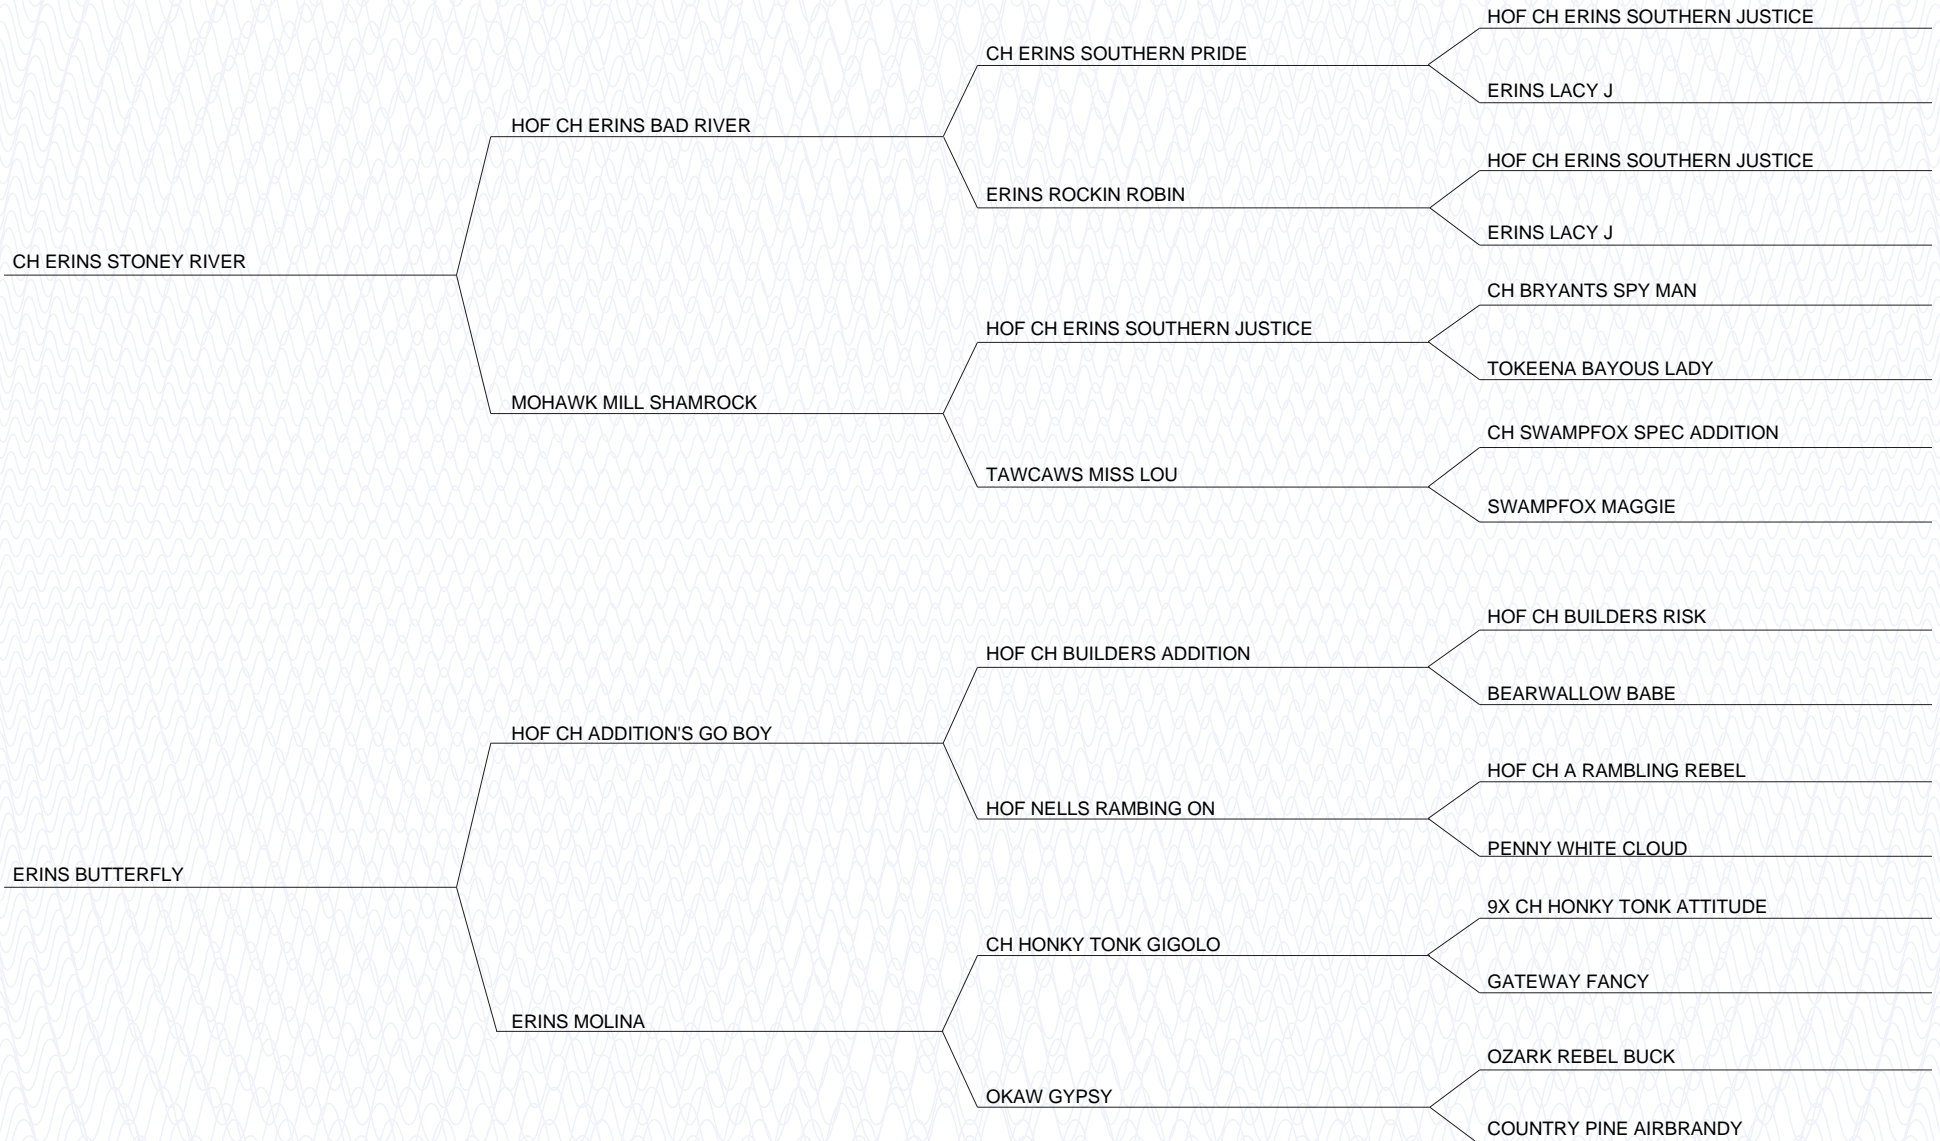 HOF CH ERINS SOUTHERN JUSTICE
CH ERINS SOUTHERN PRIDE
ERINS LACY J
HOF CH ERINS BAD RIVER
HOF CH ERINS SOUTHERN JUSTICE
ERINS ROCKIN ROBIN
ERINS LACY J
CH ERINS STONEY RIVER
CH BRYANTS SPY MAN
HOF CH ERINS SOUTHERN JUSTICE
TOKEENA BAYOUS LADY
MOHAWK MILL SHAMROCK
CH SWAMPFOX SPEC ADDITION
TAWCAWS MISS LOU
SWAMPFOX MAGGIE
HOF CH BUILDERS RISK
HOF CH BUILDERS ADDITION
BEARWALLOW BABE
HOF CH ADDITION'S GO BOY
HOF CH A RAMBLING REBEL
HOF NELLS RAMBING ON
PENNY WHITE CLOUD
ERINS BUTTERFLY
9X CH HONKY TONK ATTITUDE
CH HONKY TONK GIGOLO
GATEWAY FANCY
ERINS MOLINA
OZARK REBEL BUCK
OKAW GYPSY
COUNTRY PINE AIRBRANDY